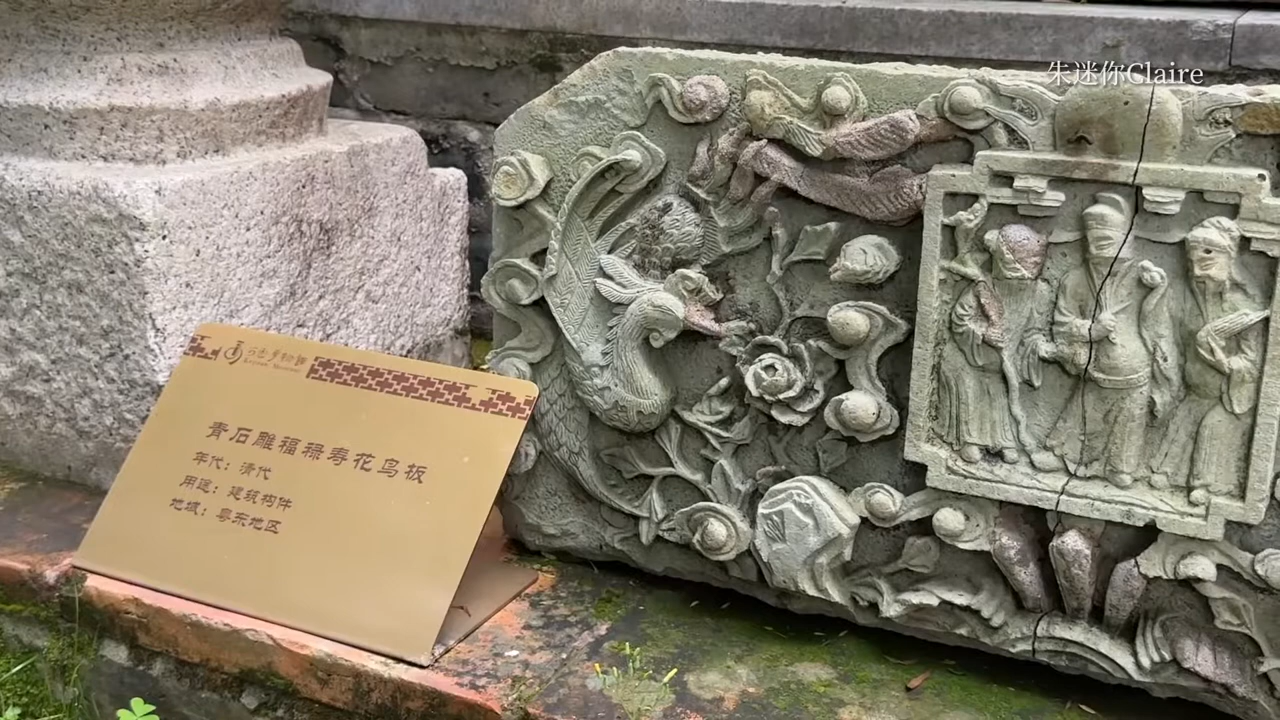 朱迷你Claire
青石雕福禄寿花鸟板
年代：清代
用途：建筑构件
地域：粤东地区